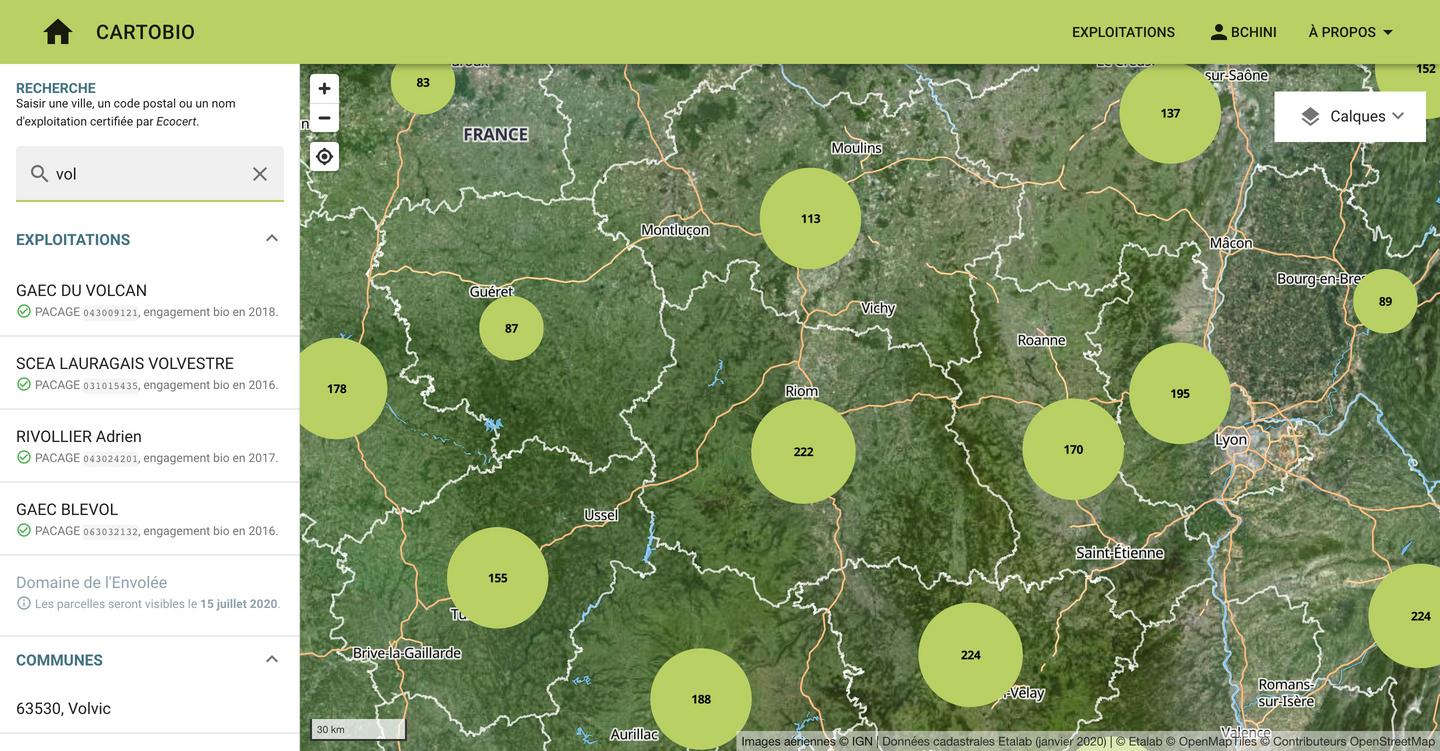 CARTOBIO
EXPLOITATIONS
BCHINI
À PROPOS
RECHERCHE
Saisir une ville, un code postal ou un nom
d'exploitation certifiée par Ecocert.
vol
EXPLOITATIONS
GAEC DU VOLCAN
PACAGE 043009121, engagement bio en 2018.
SCEA LAURAGAIS VOLVESTRE
PACAGE 031015435, engagement bio en 2016.
RIVOLLIER Adrien
PACAGE 043024201, engagement bio en 2017.
GAEC BLEVOL
PACAGE 063032132, engagement bio en 2016.
Domaine de l'Envolée
Les parcelles seront visibles le 15 juillet 2020.
COMMUNES
63530, Volvic
83
137
sur-Saône
152
Calques
FRANCE
Moulins
113
Montluçon
Mâcon
Guéret
Bourg-en-Bres
89
87
Vichy
Roanne
178
Riom
195
222
170
Lyon
Ussel
Saint-Étienne
155
224
Brive-la-Gaillarde
224
-Velay
188
Romans-
sur-Isère
Aurillac
Valence
30 km
Images aériennes © IGN | Données cadastrales Etalab (janvier 2020) | © Etalab © OpenMapTiles © Contributeurs OpenStreetMap